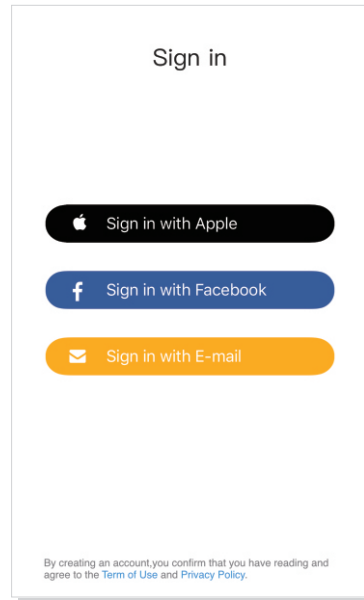 Sign in
Sign in with Apple
Sign in with Facebook
Sign in with E-mail
By creating an account,you confirm that you have reading and
agree to the Term of Use and Privacy Policy.